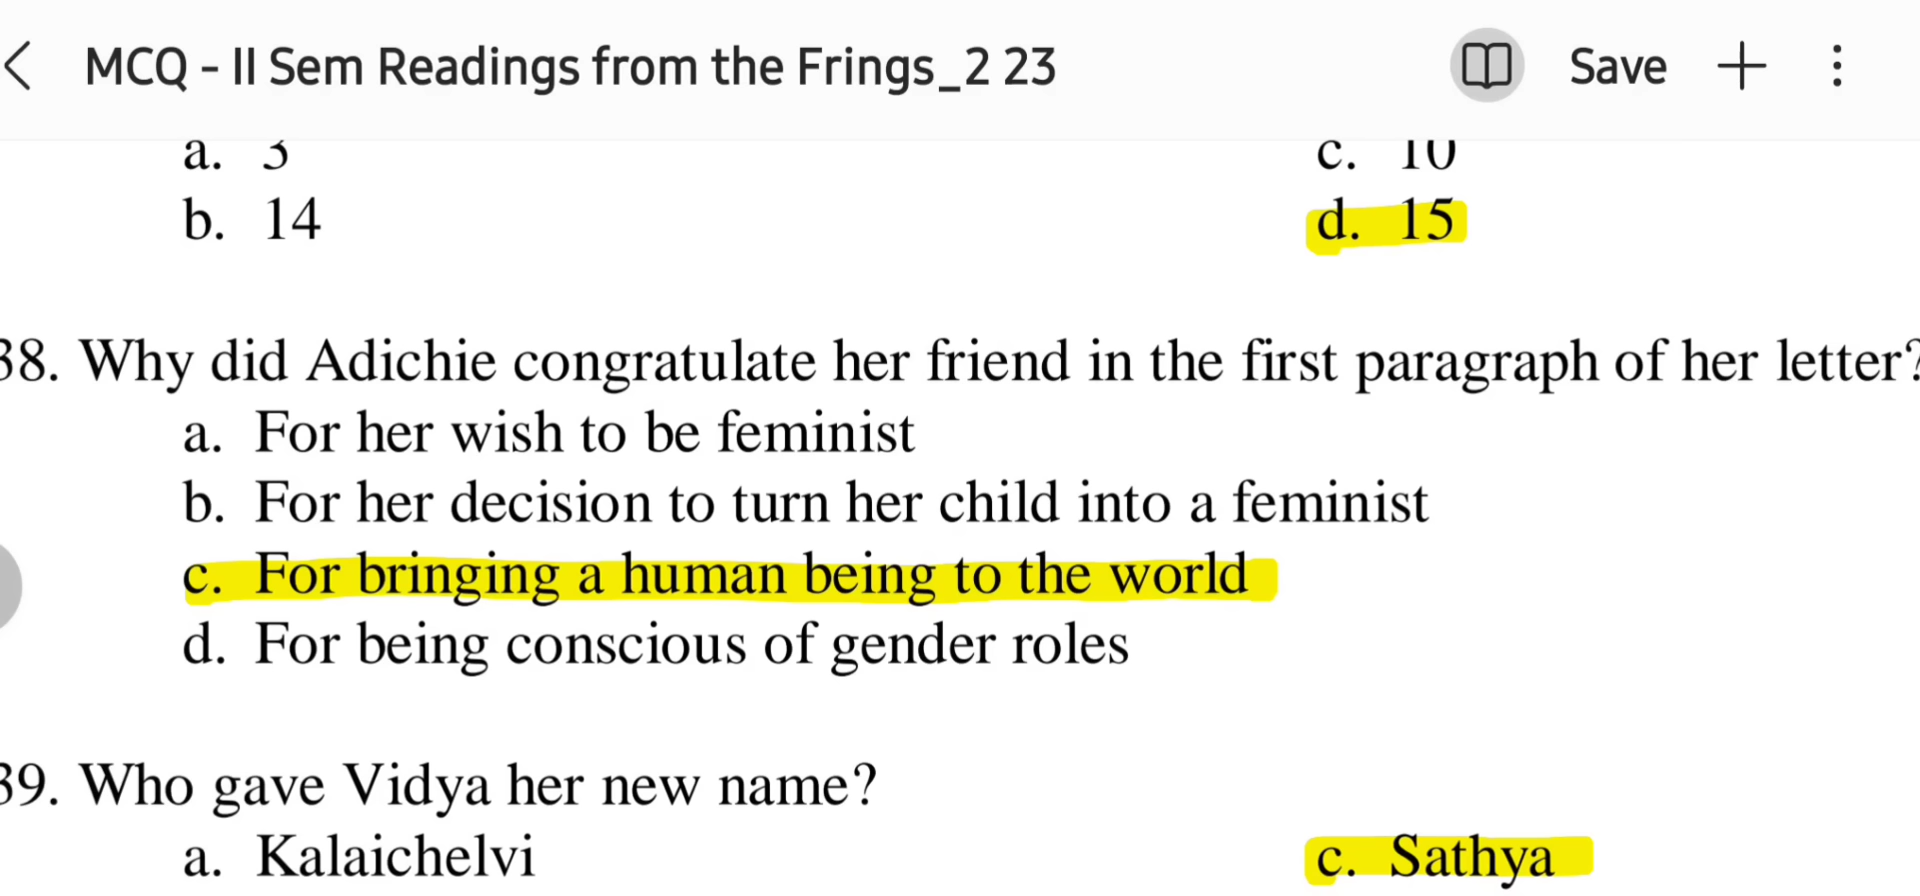 MCQ - II Sem Readings from the Frings_2 23 Save
a. 3 c. 10
b. 14 d. 15
38. Why did Adichie congratulate her friend in the first paragraph of her letter?
a. For her wish to be feminist
b. For her decision to turn her child into a feminist
c. For bringing a human being to the world
d. For being conscious of gender roles
39. Who gave Vidya her new name?
a. Kalaichelvi c. Sathya